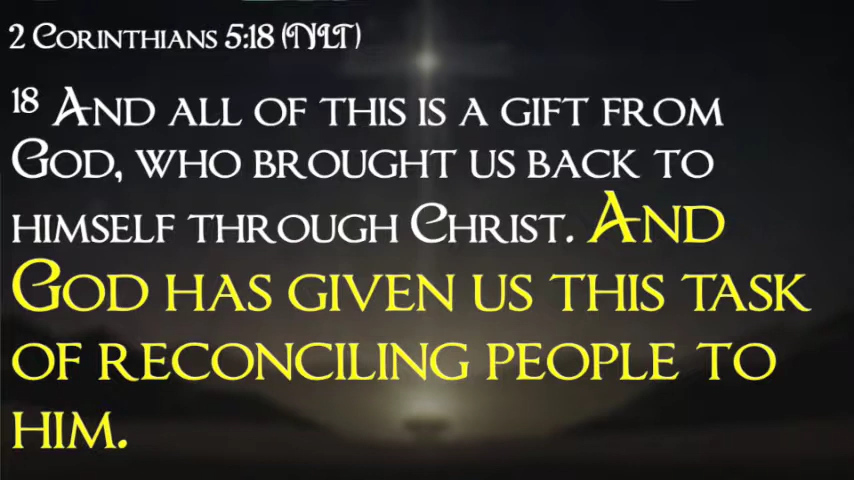 2 Corinthians 5:18 (NLT)
18 And all of this is a gift from
God, who brought us back to
himself through Christ. And
God has given us this task
of reconciling people to
him.